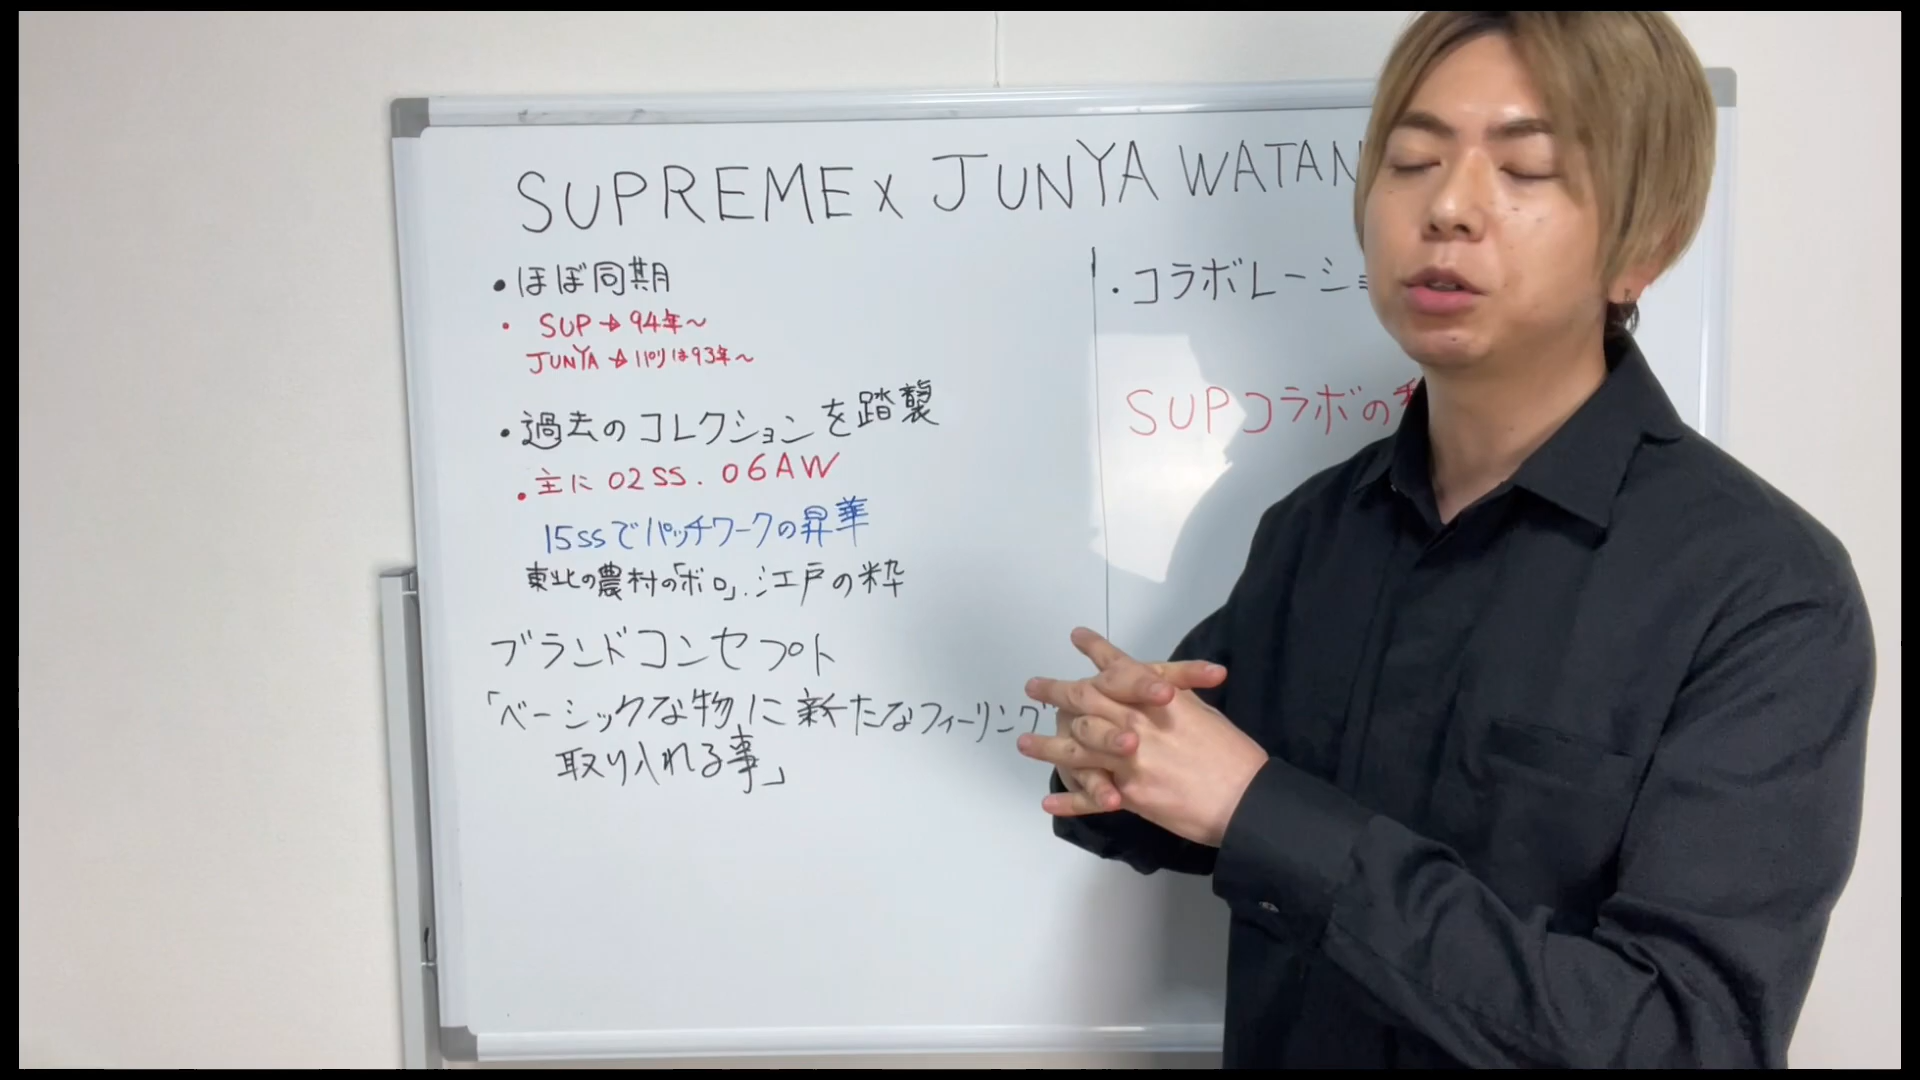 SUPREME x JUNYA WATAN
• ほぼ同期
• SUP → 94年〜
JUNYA → パリは93年〜
• 過去のコレクションを踏襲
• 主に 02SS. 06AW
15SSでパッチワークの昇華
東北の農村の「ボロ」.江戸の粋
ブランドコンセプト
「ベーシックな物に新たなフィーリング
取り入れる事」
・コラボレーショ
SUPコラボの